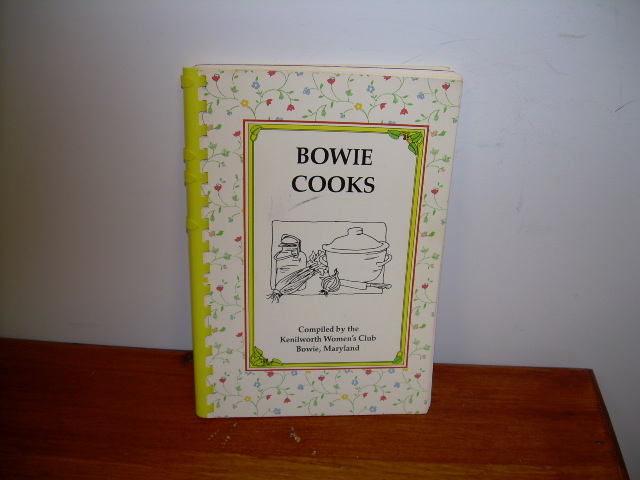 BOWIE
COOKS
Compiled by the
Kenilworth Women's Club
Bowie, Maryland